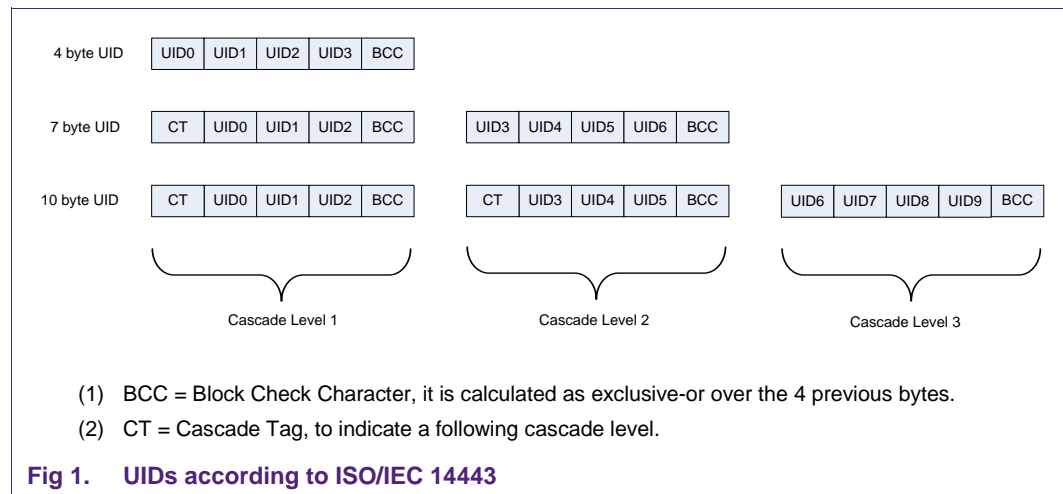 4 byte UID UID0 UID1 UID2 UID3 BCC
7 byte UID CT UID0 UID1 UID2 BCC UID3 UID4 UID5 UID6 BCC
10 byte UID CT UID0 UID1 UID2 BCC CT UID3 UID4 UID5 BCC UID6 UID7 UID8 UID9 BCC
Cascade Level 1 Cascade Level 2 Cascade Level 3
(1) BCC = Block Check Character, it is calculated as exclusive-or over the 4 previous bytes.
(2) CT = Cascade Tag, to indicate a following cascade level.
Fig 1. UIDs according to ISO/IEC 14443